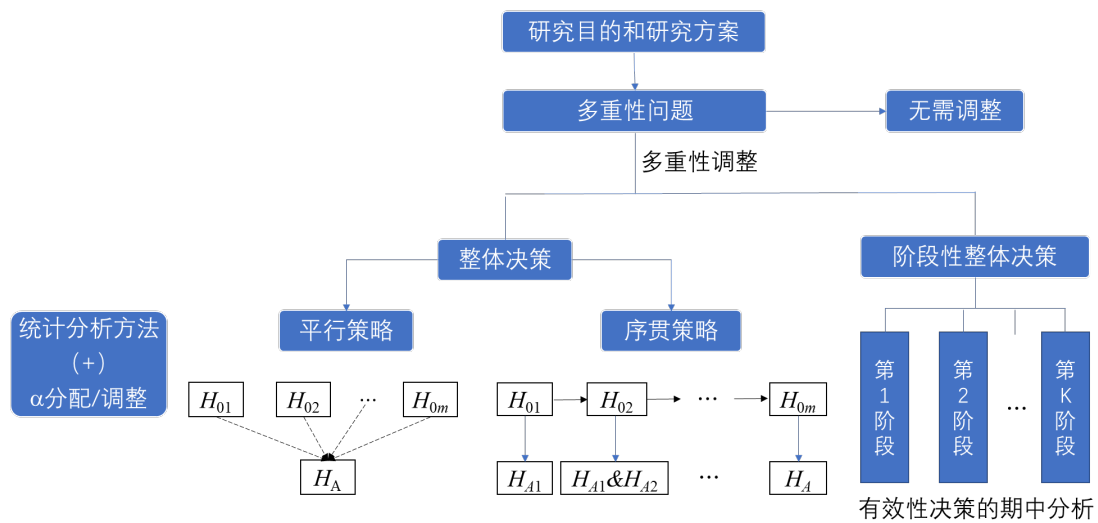 研究目的和研究方案
多重性问题
无需调整
多重性调整
整体决策
阶段性整体决策
平行策略
序贯策略
统计分析方法
(+)
α分配/调整
H01 H02 ... H0m
HA
H01 H02 ... H0m
HA1 HA1&HA2 ... HA
第1阶段
第2阶段
...
第K阶段
有效性决策的期中分析